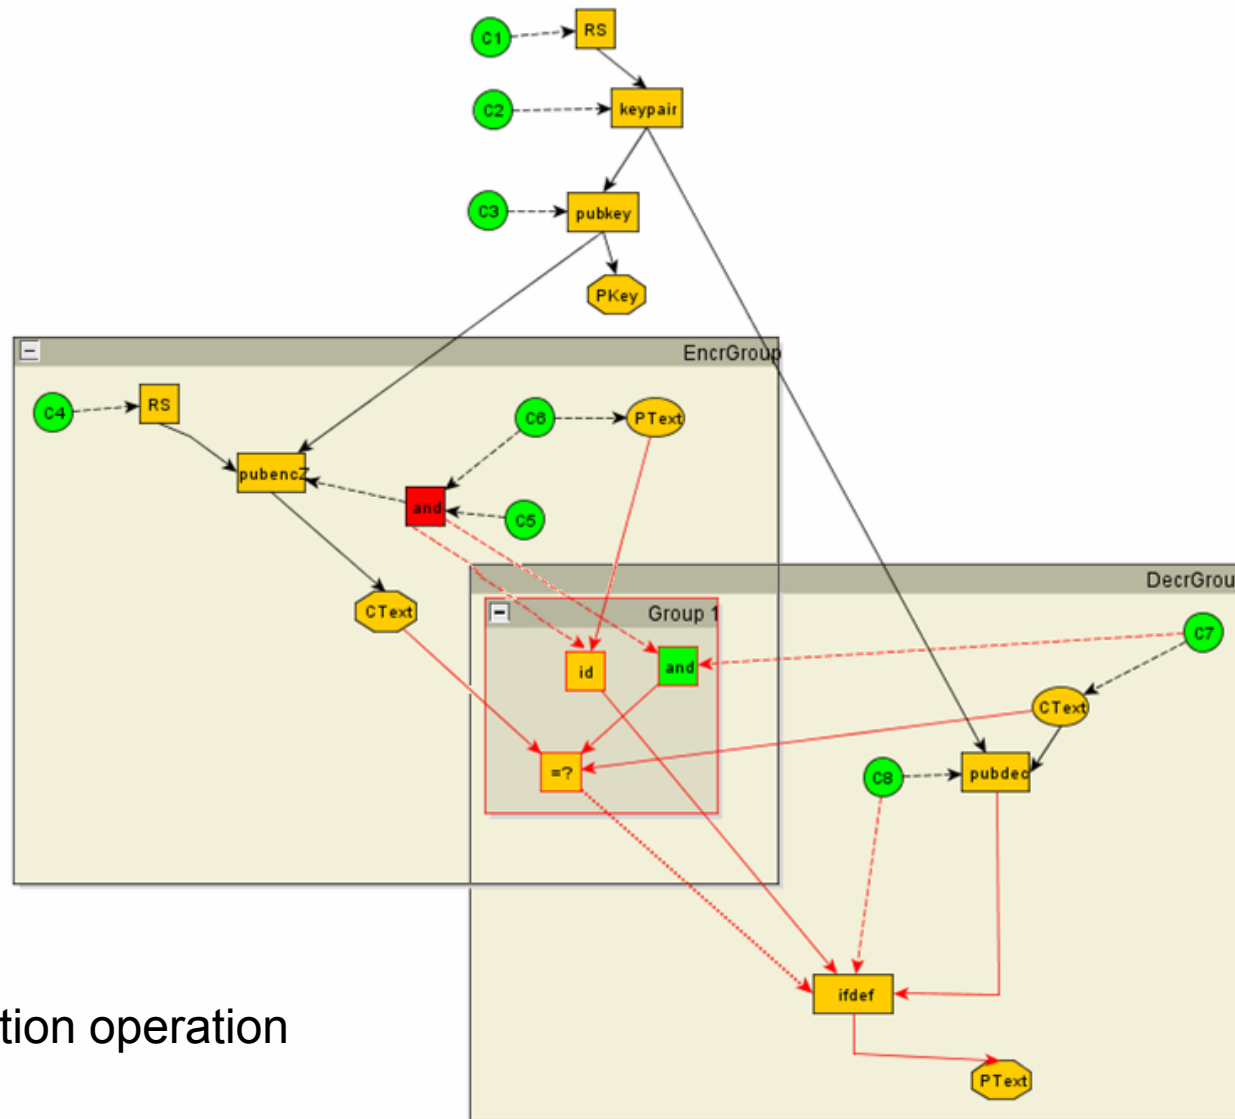 C1
RS
C2
keypair
C3
pubkey
PKey
EncrGroup
C4
RS
C6
PText
pubencZ
and
C5
CText
DecrGrou
Group 1
C7
id
and
CText
=?
C8
pubdec
ifdef
tion operation
PText